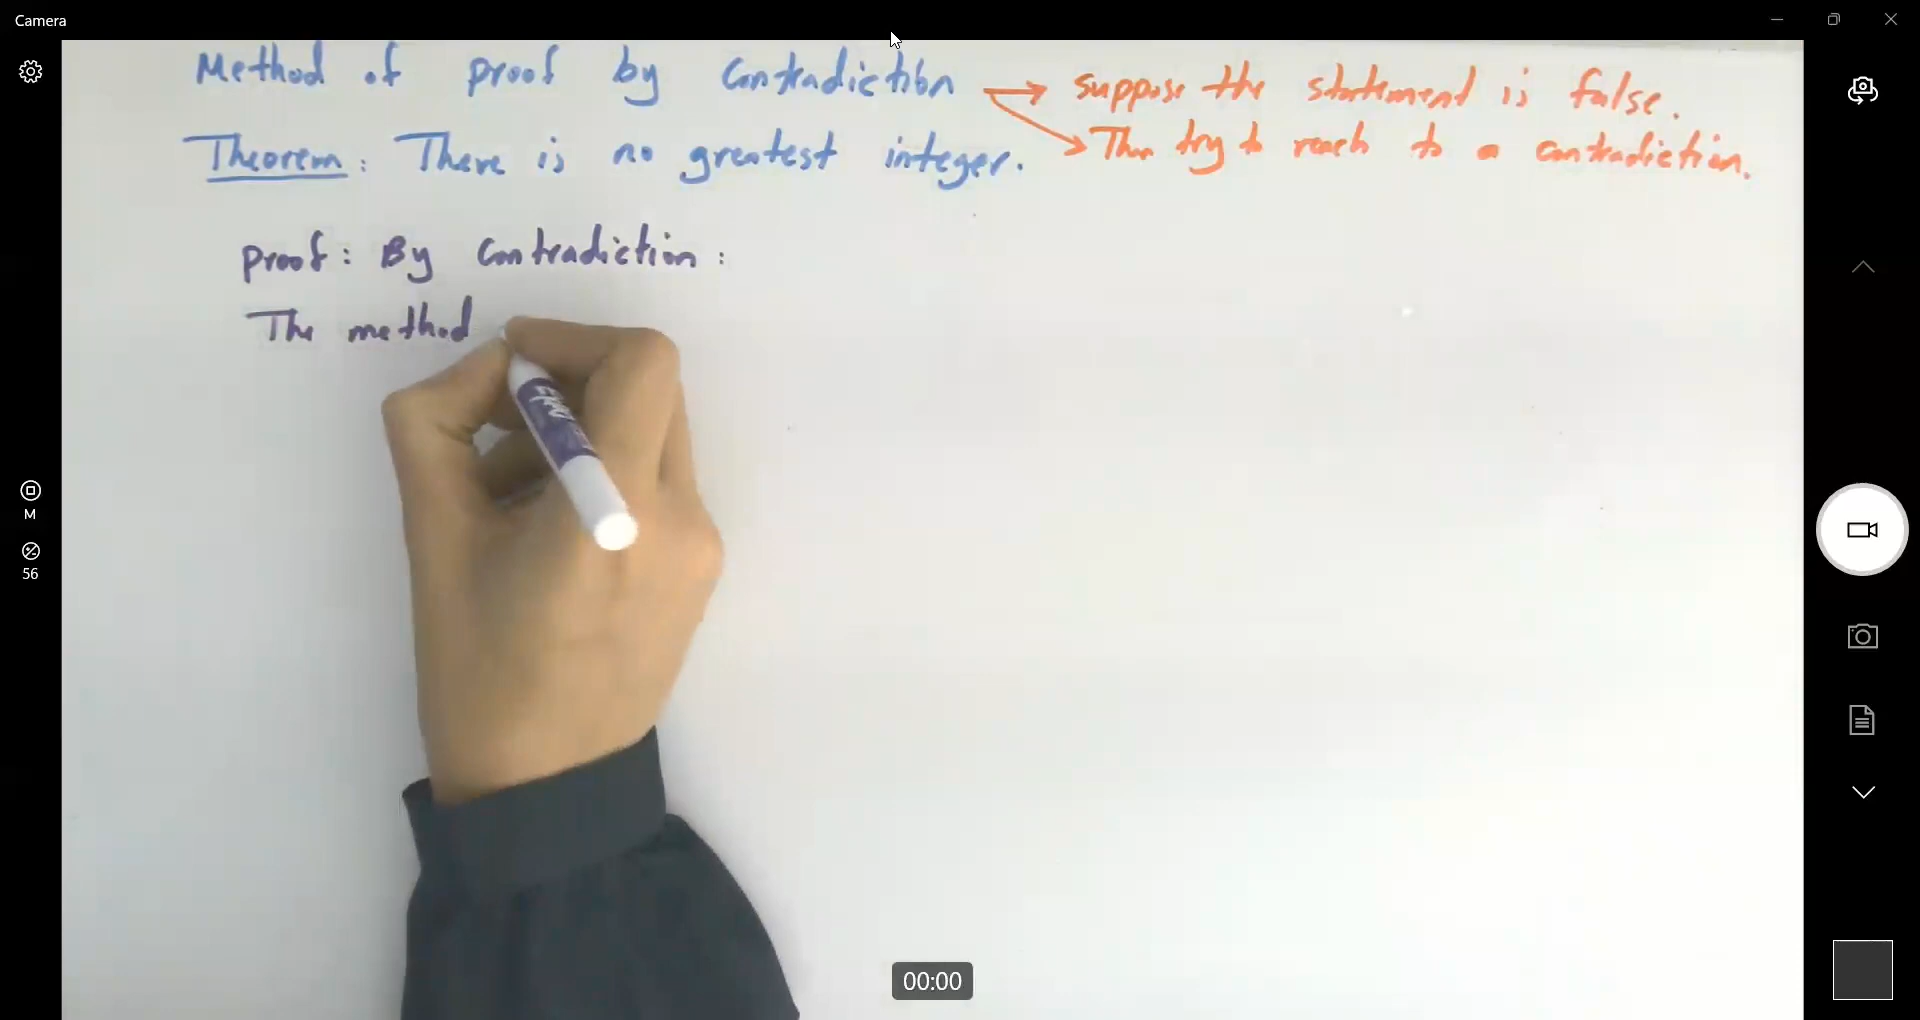 Camera
Method of proof by Contradiction → suppose the statement is false.
Then try to reach to a contradiction.
Theorem: There is no greatest integer.
proof: By Contradiction:
The method
M
56
00:00